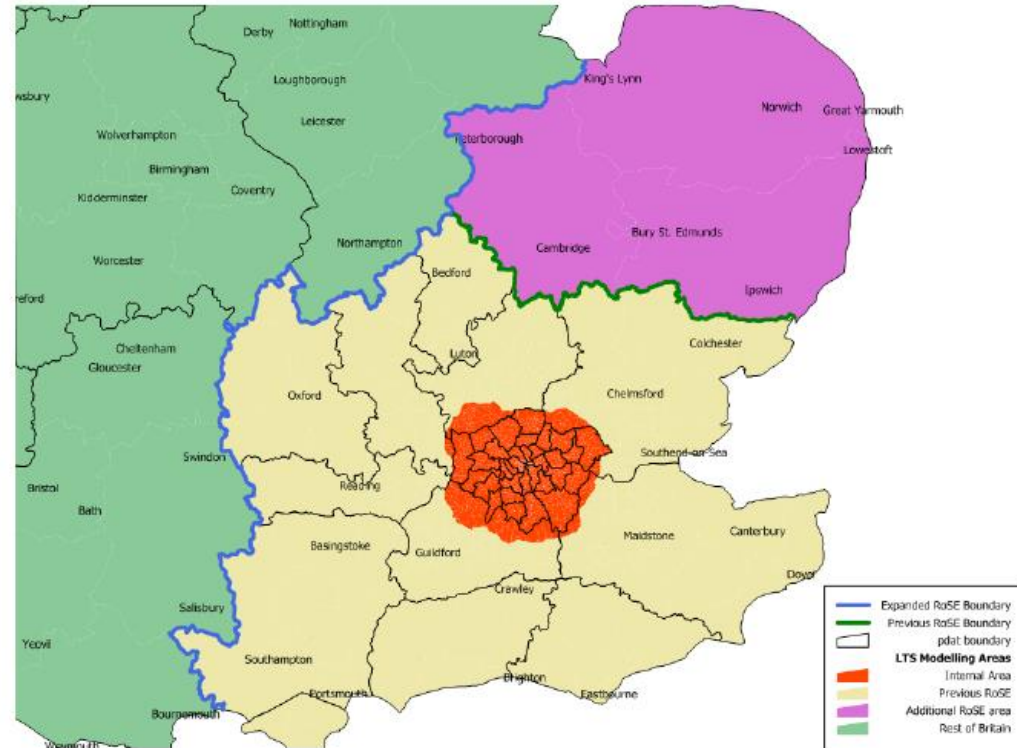 Nottingham
Derby
King's Lynn
Loughborough
wsbury
Norwich
Great Yarmouth
Leicester
Wolverhampton
Peterborough
Lowestoft
Birmingham
Coventry
Kidderminster
Bury St. Edmunds
Northampton
Cambridge
Worcester
Bedford
Ipswich
reford
Colchester
Cheltenham
Luton
Gloucester
Chelmsford
Oxford
Southend-on-Sea
Swindon
Reading
Bristol
Bath
Canterbury
Maidstone
Basingstoke
Guildford
Dover
Crawley
Salisbury
Yeovil
Southampton
Brighton
Portsmouth
Eastbourne
Bournemouth
Weymouth
Expanded RoSE Boundary
Previous RoSE Boundary
pdat boundary
LTS Modelling Areas
Internal Area
Previous RoSE
Additional RoSE area
Rest of Britain